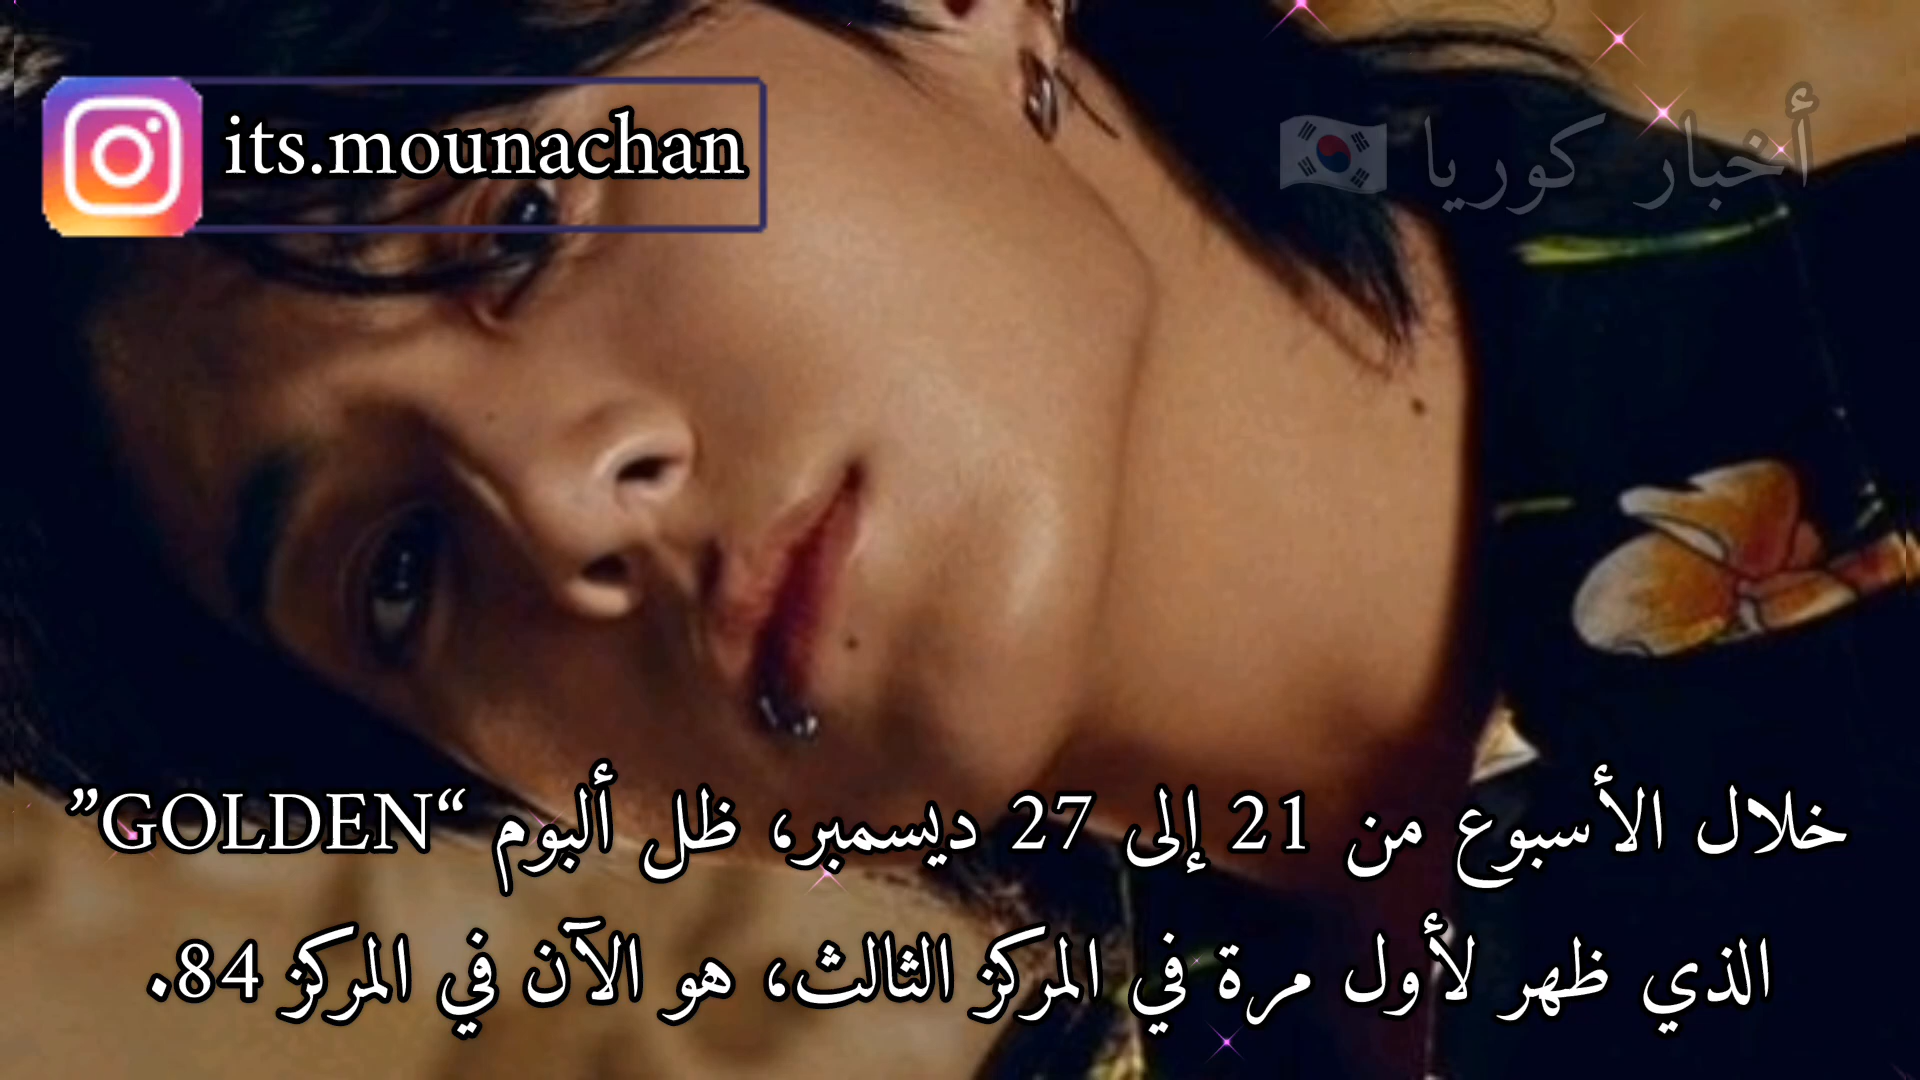 its.mounachan
أخبار كوريا 🇰🇷
خلال الأسبوع من 21 إلى 27 ديسمبر، ظل ألبوم “GOLDEN”
الذي ظهر لأول مرة في المركز الثالث، هو الآن في المركز 84.